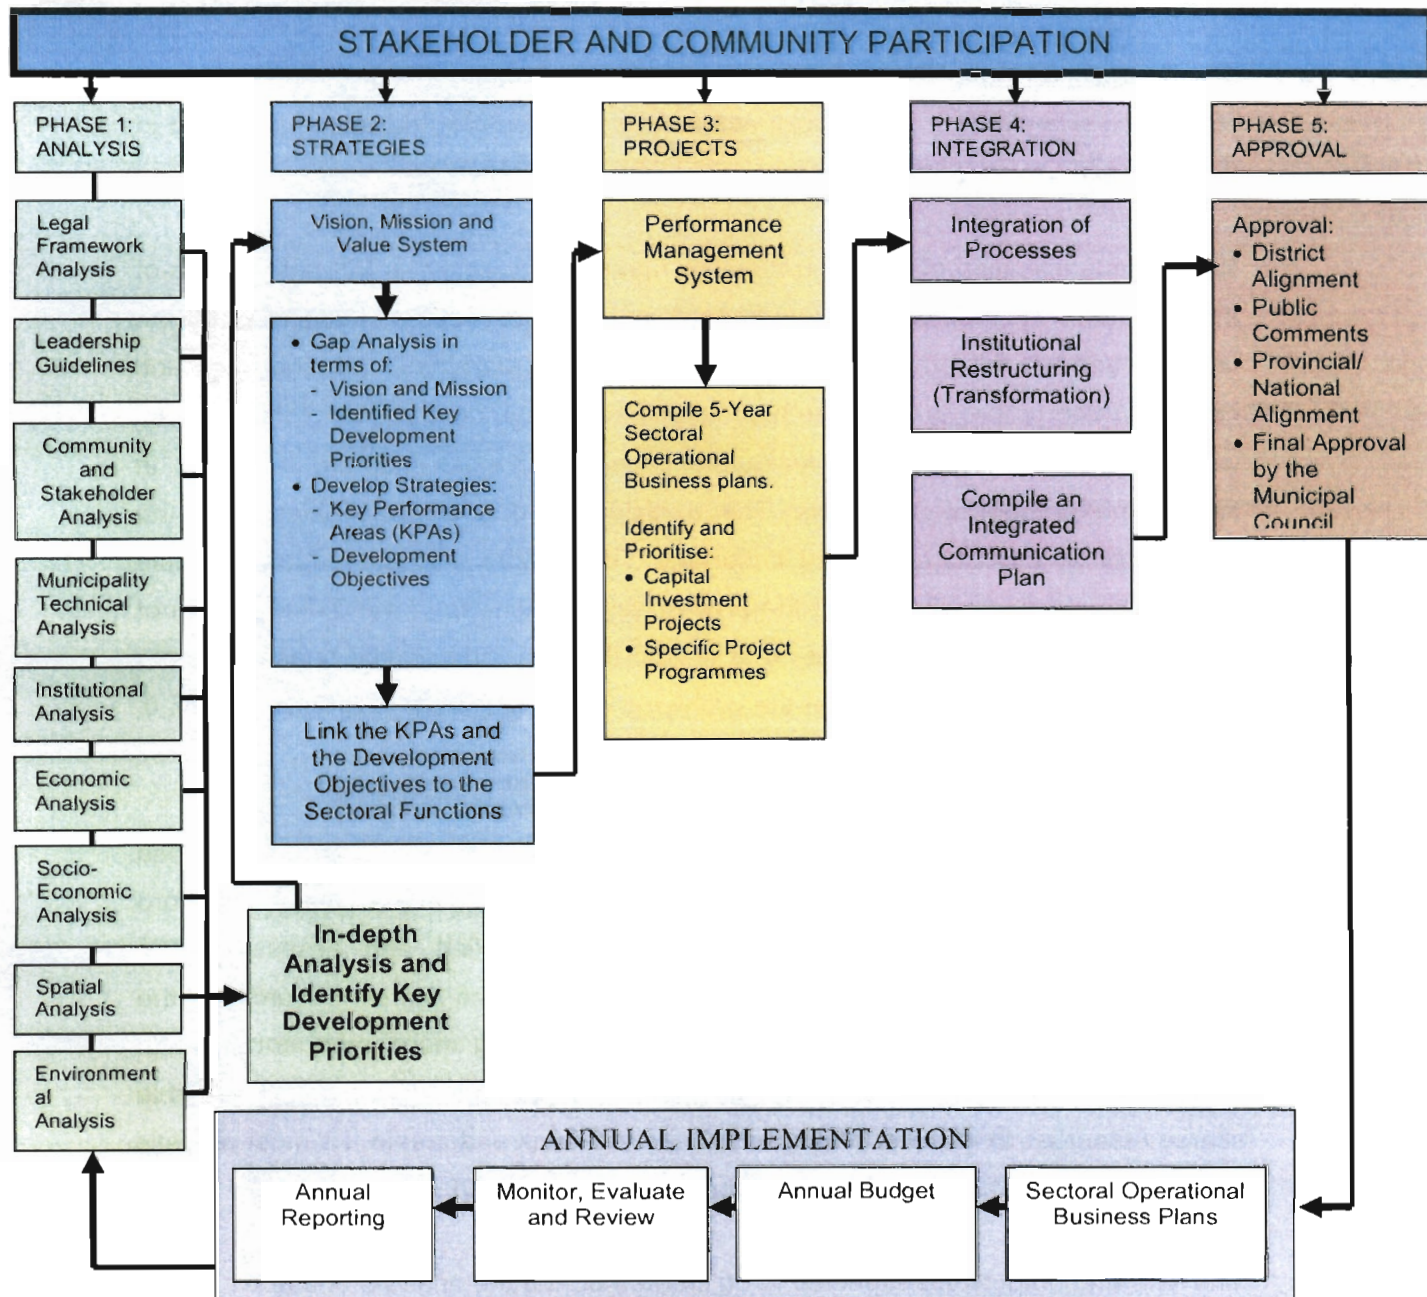 STAKEHOLDER AND COMMUNITY PARTICIPATION
PHASE 1:
ANALYSIS
Legal
Framework
Analysis
Leadership
Guidelines
Community
and
Stakeholder
Analysis
Municipality
Technical
Analysis
Institutional
Analysis
Economic
Analysis
Socio-
Economic
Analysis
Spatial
Analysis
Environment
al
Analysis
In-depth
Analysis and
Identify Key
Development
Priorities
PHASE 2:
STRATEGIES
Vision, Mission and
Value System
• Gap Analysis in
terms of:
- Vision and Mission
- Identified Key
Development
Priorities
• Develop Strategies:
- Key Performance
Areas (KPAs)
- Development
Objectives
Link the KPAs and
the Development
Objectives to the
Sectoral Functions
PHASE 3:
PROJECTS
Performance
Management
System
Compile 5-Year
Sectoral
Operational
Business plans.
Identify and
Prioritise:
• Capital
Investment
Projects
• Specific Project
Programmes
PHASE 4:
INTEGRATION
Integration of
Processes
Institutional
Restructuring
(Transformation)
Compile an
Integrated
Communication
Plan
PHASE 5:
APPROVAL
Approval:
• District
Alignment
• Public
Comments
• Provincial/
National
Alignment
• Final Approval
by the
Municipal
Council
ANNUAL IMPLEMENTATION
Annual
Reporting
Monitor, Evaluate
and Review
Annual Budget
Sectoral Operational
Business Plans